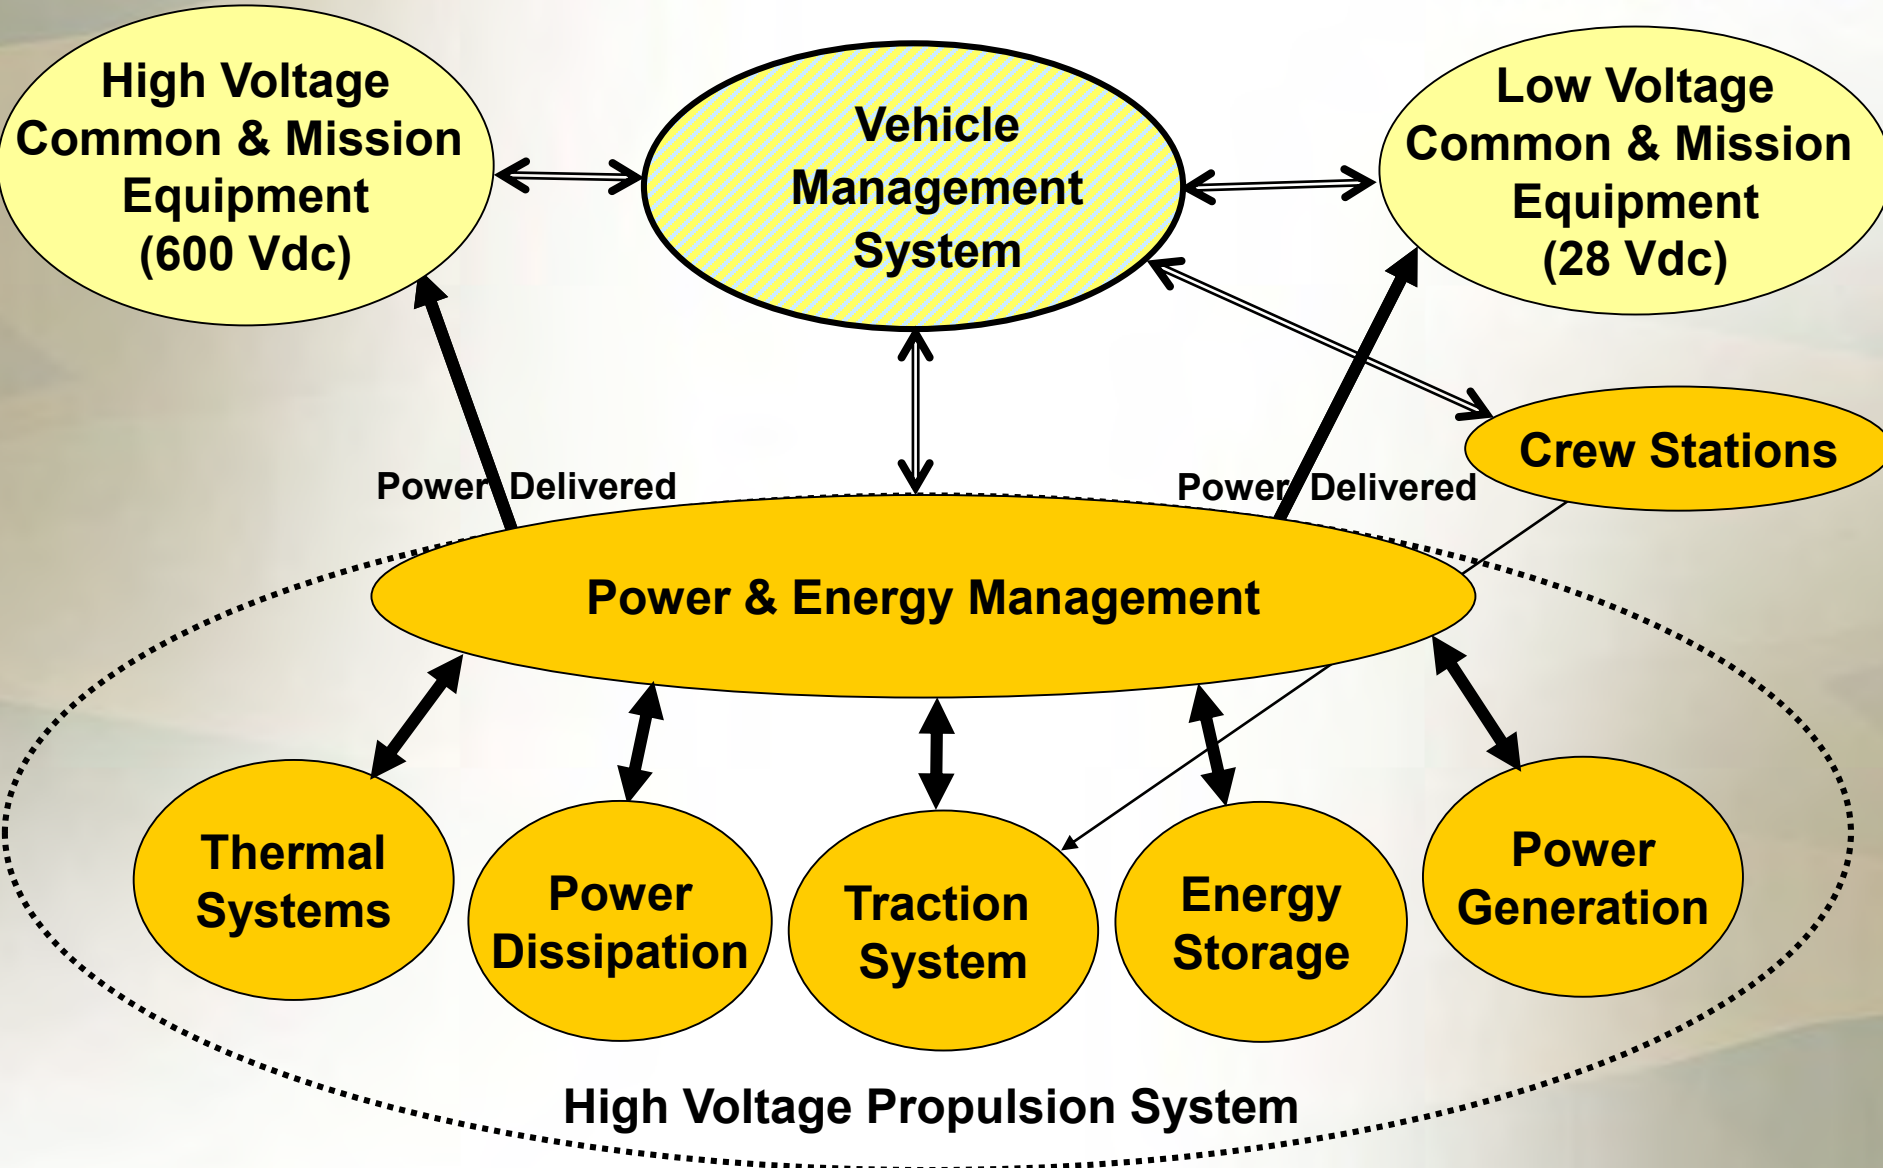 High Voltage
Common & Mission
Equipment
(600 Vdc)
Vehicle
Management
System
Low Voltage
Common & Mission
Equipment
(28 Vdc)
Crew Stations
Power Delivered
Power Delivered
Power & Energy Management
Thermal
Systems
Power
Dissipation
Traction
System
Energy
Storage
Power
Generation
High Voltage Propulsion System